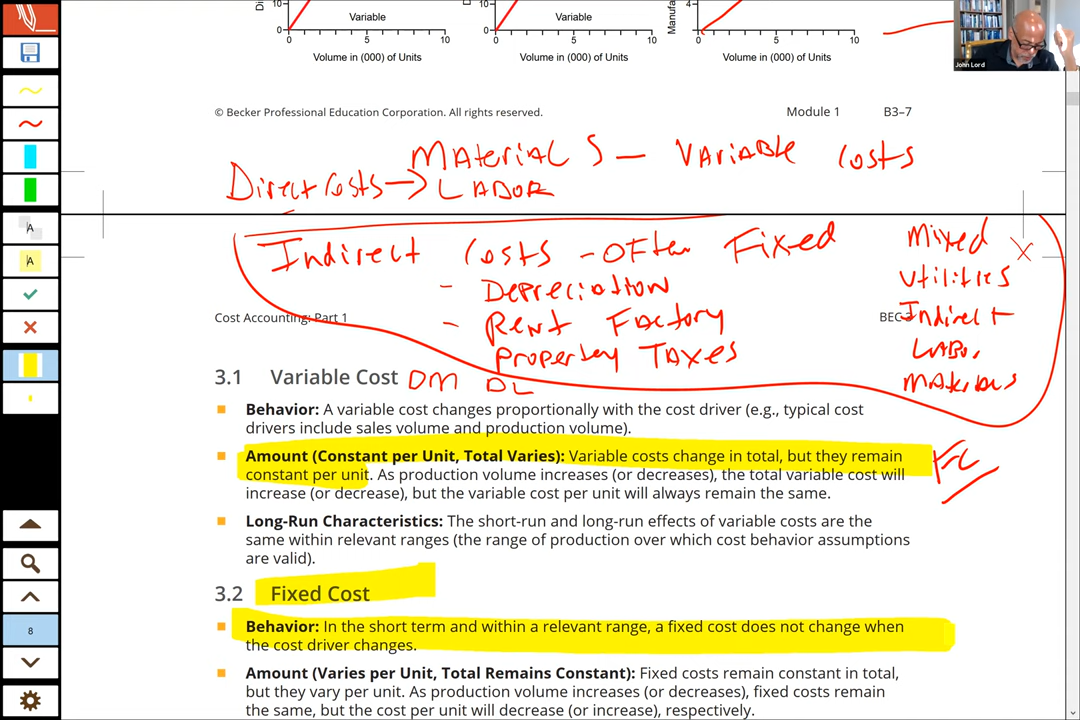 10
Variable
0
0
5
10
Volume in (000) of Units
10
Variable
0
0
5
10
Volume in (000) of Units
Manufa
4
0
5
10
Volume in (000) of Units
John Lord
© Becker Professional Education Corporation. All rights reserved.
Module 1
B3–7
MAteriAL S — VAriABle Costs
Direct Costs → LABOR
Indirect Costs - OFten Fixed
- Depreciation
- Rent Factory
Property TAXes
Mixed X
Utilities
Indirect
LABor
MAterials
Cost Accounting: Part 1
BEC 3
3.1 Variable Cost DM DL
Behavior: A variable cost changes proportionally with the cost driver (e.g., typical cost
drivers include sales volume and production volume).
Amount (Constant per Unit, Total Varies): Variable costs change in total, but they remain
constant per unit. As production volume increases (or decreases), the total variable cost will
increase (or decrease), but the variable cost per unit will always remain the same.
FC
Long-Run Characteristics: The short-run and long-run effects of variable costs are the
same within relevant ranges (the range of production over which cost behavior assumptions
are valid).
3.2 Fixed Cost
Behavior: In the short term and within a relevant range, a fixed cost does not change when
the cost driver changes.
Amount (Varies per Unit, Total Remains Constant): Fixed costs remain constant in total,
but they vary per unit. As production volume increases (or decreases), fixed costs remain
the same, but the cost per unit will decrease (or increase), respectively.
A
A
8